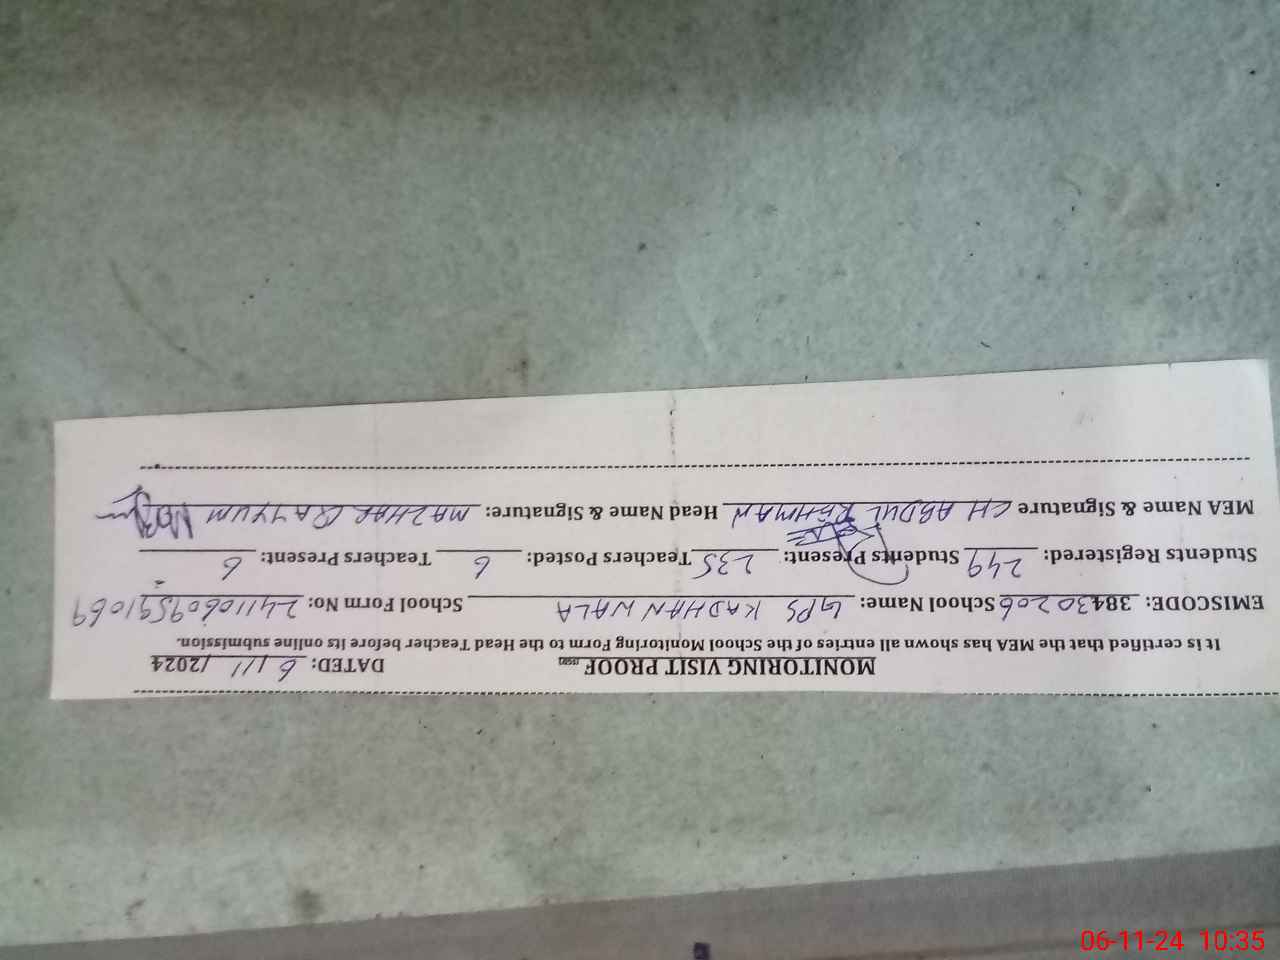 MONITORING VISIT PROOF DATED: 6/11/2024
It is certified that the MEA has shown all entries of the School Monitoring Form to the Head Teacher before its online submission.
EMISCODE: 38430206 School Name: GPS KADHAN WALA School Form No: 24110609591069
Students Registered: 249 Students Present: 235 Teachers Posted: 6 Teachers Present: 6
MEA Name & Signature CH ABDUL REHMAN Head Name & Signature: MAZHAR QAYYUM
06-11-24 10:35